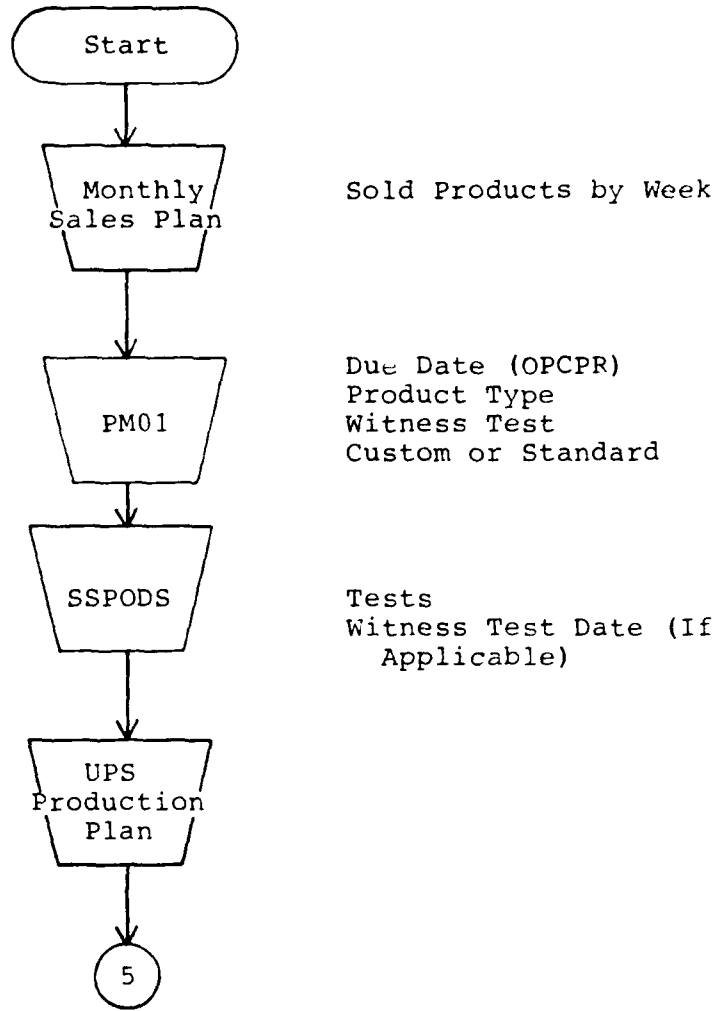 Start
Monthly
Sales Plan
Sold Products by Week
PM01
Due Date (OPCPR)
Product Type
Witness Test
Custom or Standard
SSPODS
Tests
Witness Test Date (If
Applicable)
UPS
Production
Plan
5